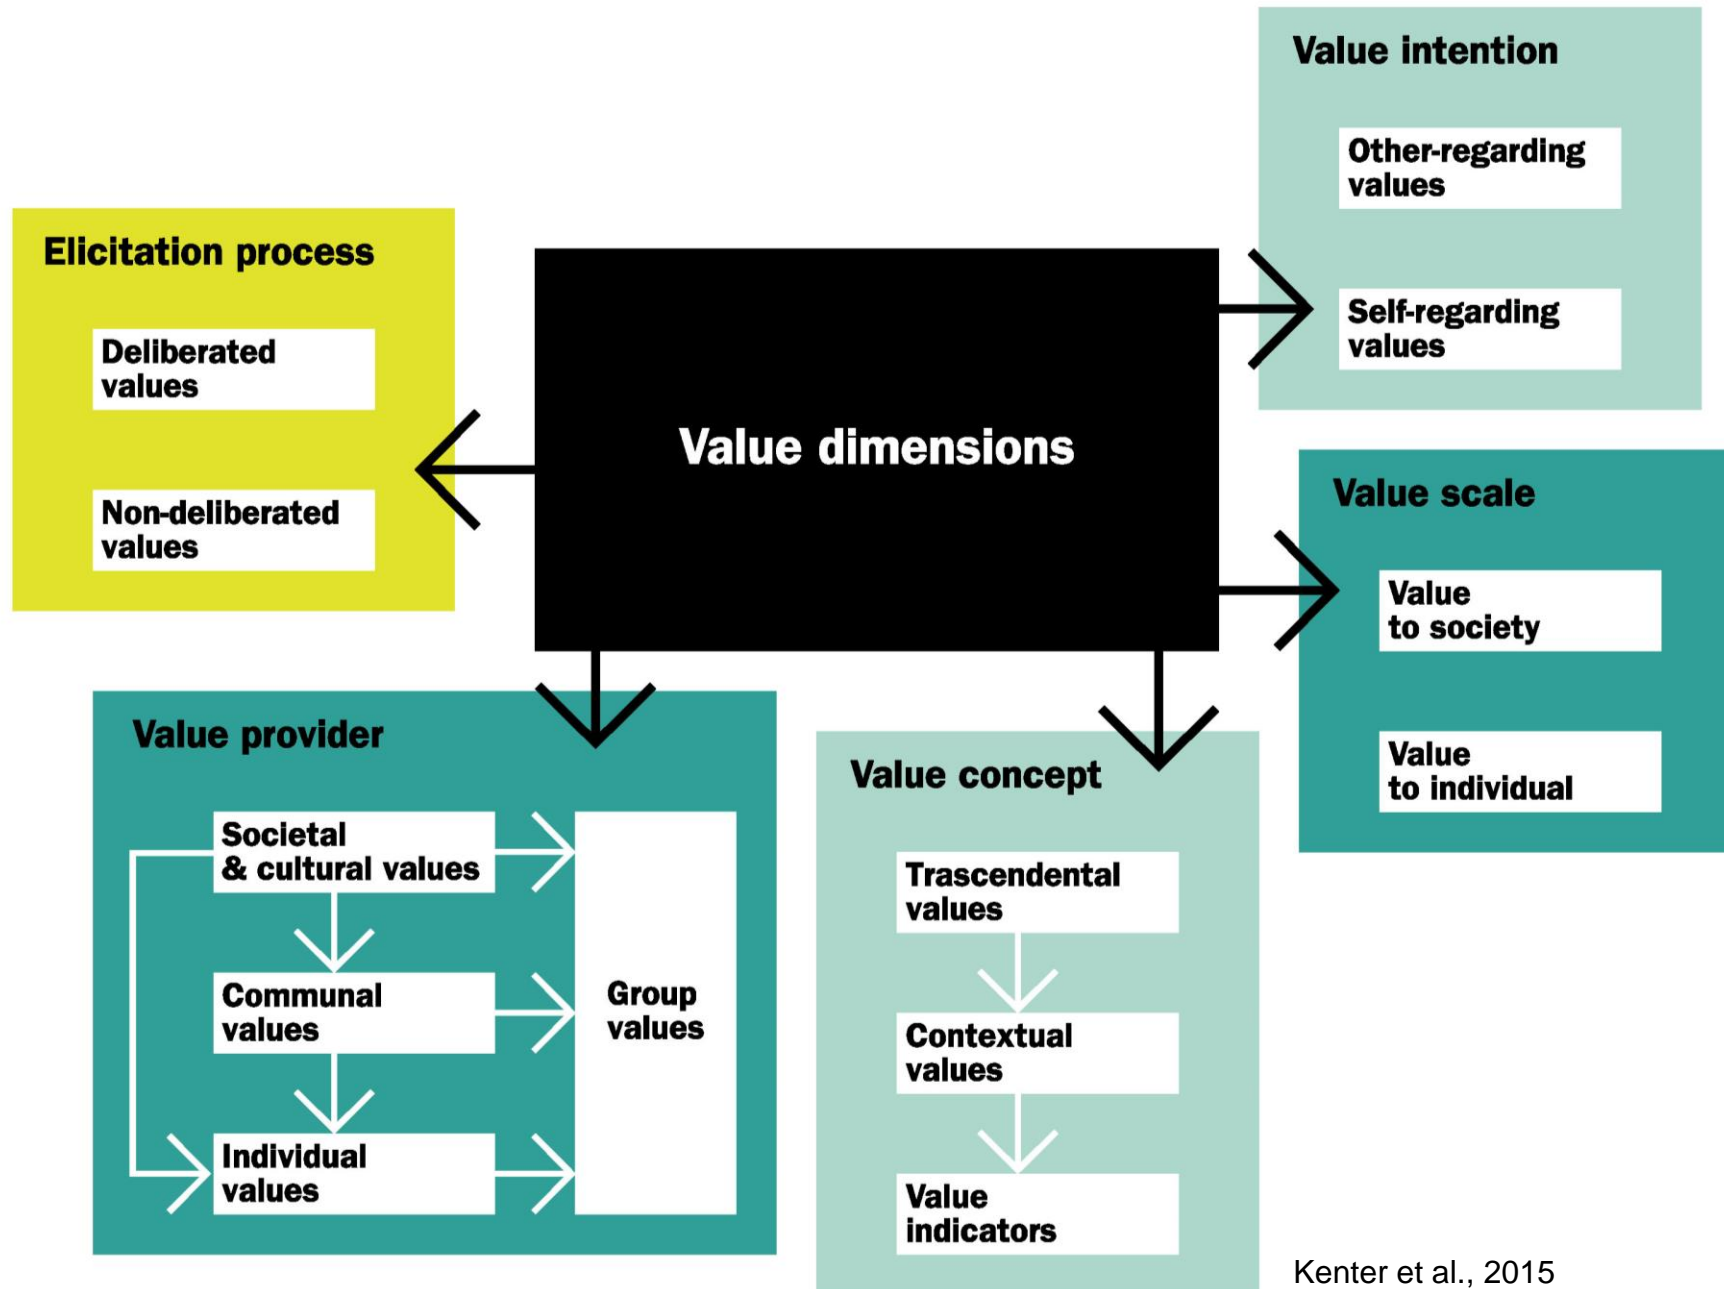 Value intention
Other-regarding
values
Self-regarding
values
Elicitation process
Deliberated
values
Non-deliberated
values
Value dimensions
Value scale
Value
to society
Value
to individual
Value provider
Societal
& cultural values
Communal
values
Individual
values
Group
values
Value concept
Trascendental
values
Contextual
values
Value
indicators
Kenter et al., 2015